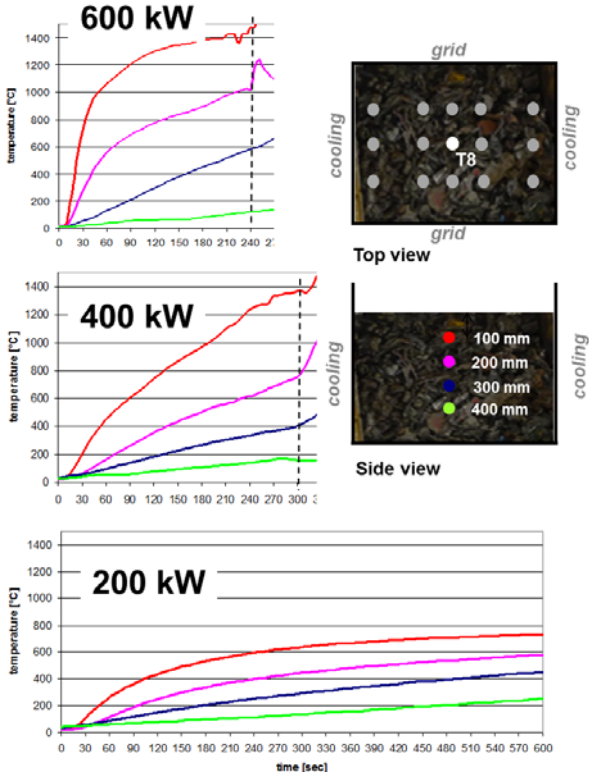 600 kW
temperature [°C]
1400
1200
1000
800
600
400
200
0
0 30 60 90 120 150 180 210 240 27
grid
cooling
cooling
T8
grid
Top view
400 kW
temperature [°C]
1400
1200
1000
800
600
400
200
0
0 30 60 90 120 150 180 210 240 270 300 3
cooling
cooling
100 mm
200 mm
300 mm
400 mm
Side view
200 kW
temperature [°C]
1400
1200
1000
800
600
400
200
0
0 30 60 90 120 150 180 210 240 270 300 330 360 390 420 450 480 510 540 570 600
time [sec]